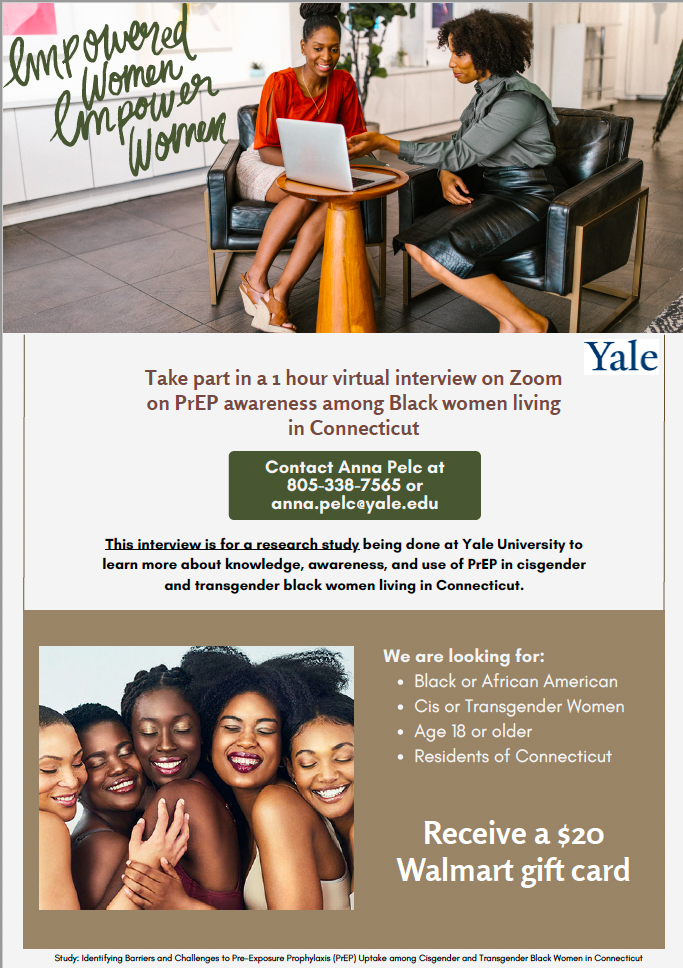 Empowered
Women
Empower
Women
Yale
Take part in a 1 hour virtual interview on Zoom
on PrEP awareness among Black women living
in Connecticut
Contact Anna Pelc at
805-338-7565 or
anna.pelc@yale.edu
This interview is for a research study being done at Yale University to
learn more about knowledge, awareness, and use of PrEP in cisgender
and transgender black women living in Connecticut.
We are looking for:
• Black or African American
• Cis or Transgender Women
• Age 18 or older
• Residents of Connecticut
Receive a $20
Walmart gift card
Study: Identifying Barriers and Challenges to Pre-Exposure Prophylaxis (PrEP) Uptake among Cisgender and Transgender Black Women in Connecticut